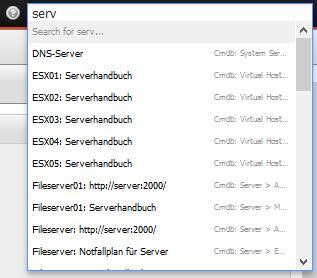 serv
Search for serv...
DNS-Server Cmdb: System Ser...
ESX01: Serverhandbuch Cmdb: Virtual Host...
ESX02: Serverhandbuch Cmdb: Virtual Host...
ESX03: Serverhandbuch Cmdb: Virtual Host...
ESX04: Serverhandbuch Cmdb: Virtual Host...
ESX05: Serverhandbuch Cmdb: Virtual Host...
Fileserver01: http://server:2000/ Cmdb: Server > A...
Fileserver01: Serverhandbuch Cmdb: Server > M...
Fileserver: http://server:2000/ Cmdb: Server > A...
Fileserver: Notfallplan für Server Cmdb: Server > E...